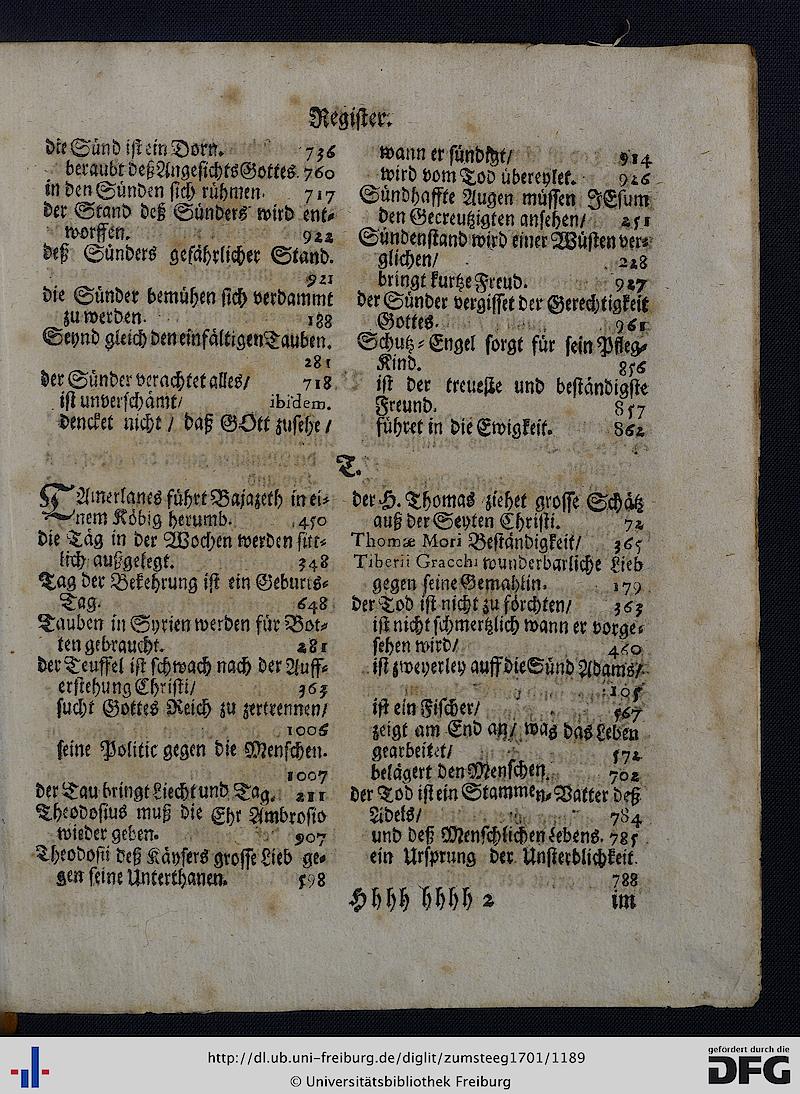 Register.
die Sünd ist ein Dorn. 736
beraubt deß Angesichts Gottes. 760
in den Sünden sich rühmen. 717
der Stand deß Sünders wird ent-
worffen. 922
deß Sünders gefährlicher Stand.
921
die Sünder bemühen sich verdammt
zu werden. 188
Seynd gleich den einfältigen Tauben.
281
der Sünder verachtet alles/ 718
ist unverschämt/ ibidem.
dencket nicht / daß GOtt zusehe /
wann er sündigt/ 914
wird vom Tod übereylet. 926
Sündhaffte Augen müssen JEsum
den Gecreutzigten ansehen/ 251
Sündenstand wird einer Wüsten ver-
glichen/ 228
bringt kurtze Freud. 927
der Sünder vergisset der Gerechtigkeit
Gottes. 961
Schutz-Engel sorgt für sein Pfleg-
Kind. 856
ist der treueste und beständigste
Freund. 857
führet in die Ewigkeit. 862
T.
TAmerlanes führt Bajazeth in ei-
nem Köbig herumb. 450
die Täg in der Wochen werden sitt-
lich außgelegt. 348
Tag der Bekehrung ist ein Geburts-
Tag. 648
Tauben in Syrien werden für Bot-
ten gebraucht. 281
der Teuffel ist schwach nach der Auff-
erstehung Christi/ 363
sucht Gottes Reich zu zertrennen/
1006
seine Politic gegen die Menschen.
1007
der Tau bringt Liecht und Tag. 211
Theodosius muß die Ehr Ambrosio
wieder geben. 907
Theodosii deß Käysers grosse Lieb ge-
gen seine Unterthanen. 598
der H. Thomas ziehet grosse Schätz
auß der Seyten Christi. 72
Thomæ Mori Beständigkeit/ 365
Tiberii Gracchi wunderbarliche Lieb
gegen seine Gemahlin. 179
der Tod ist nicht zu förchten/ 363
ist nicht schmertzlich wann er vorge-
sehen wird/ 460
ist zweyerley auff die Sünd Adams/
105
ist ein Fischer/ 567
zeigt am End an/ was das Leben
gearbeitet/ 572
belägert den Menschen. 702
der Tod ist ein Stammen-Vatter deß
Adels/ 784
und deß Menschlichen Lebens. 785
ein Ursprung der Unsterblichkeit.
788
Hhhh hhhh 2 im
http://dl.ub.uni-freiburg.de/diglit/zumsteeg1701/1189
© Universitätsbibliothek Freiburg
gefördert durch die
DFG